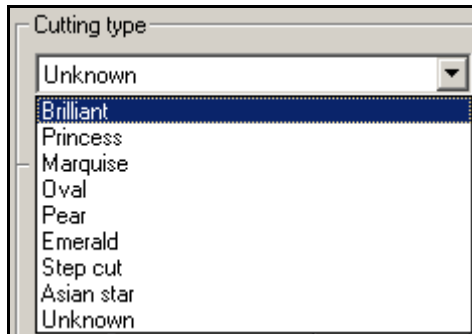 Cutting type
Unknown
Brilliant
Princess
Marquise
Oval
Pear
Emerald
Step cut
Asian star
Unknown